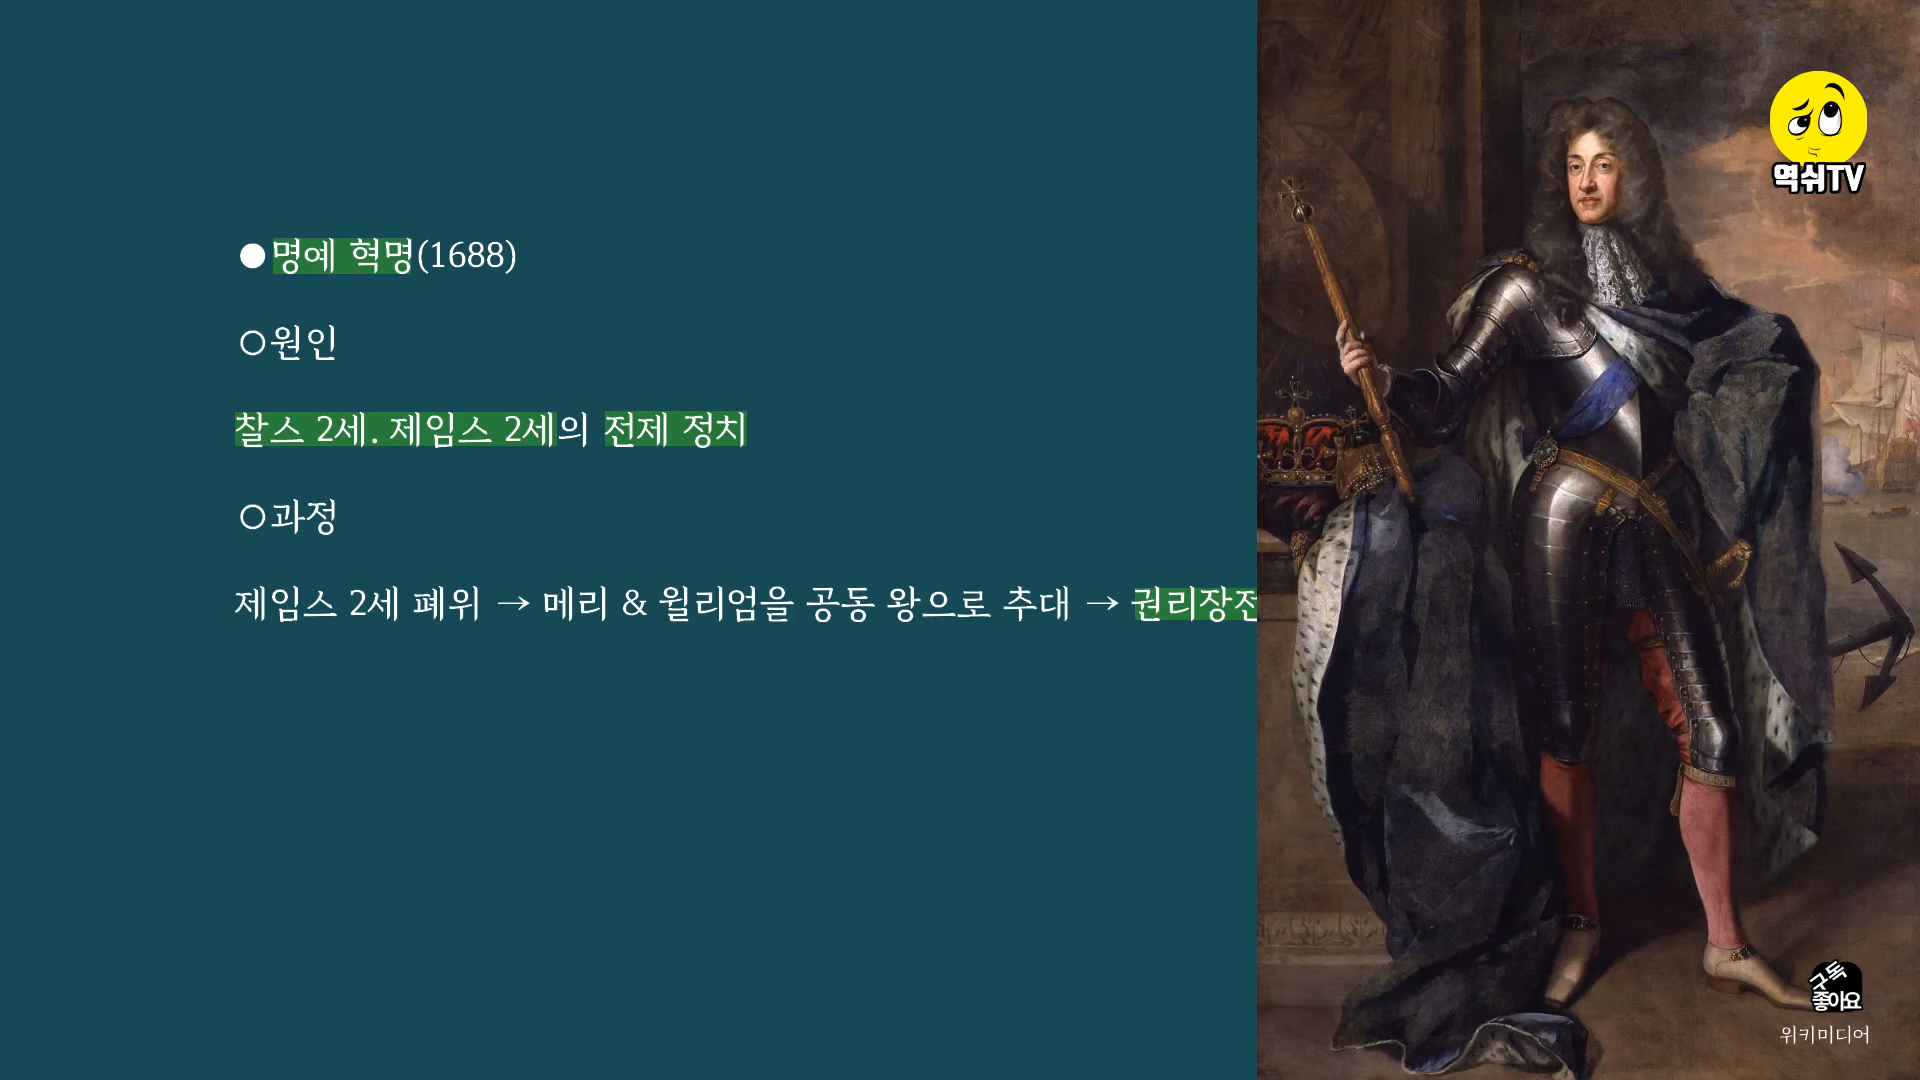 ●명예 혁명(1688)
○원인
찰스 2세. 제임스 2세의 전제 정치
○과정
제임스 2세 폐위 → 메리 & 윌리엄을 공동 왕으로 추대 → 권리장전
역쉬TV
구독
좋아요
위키미디어